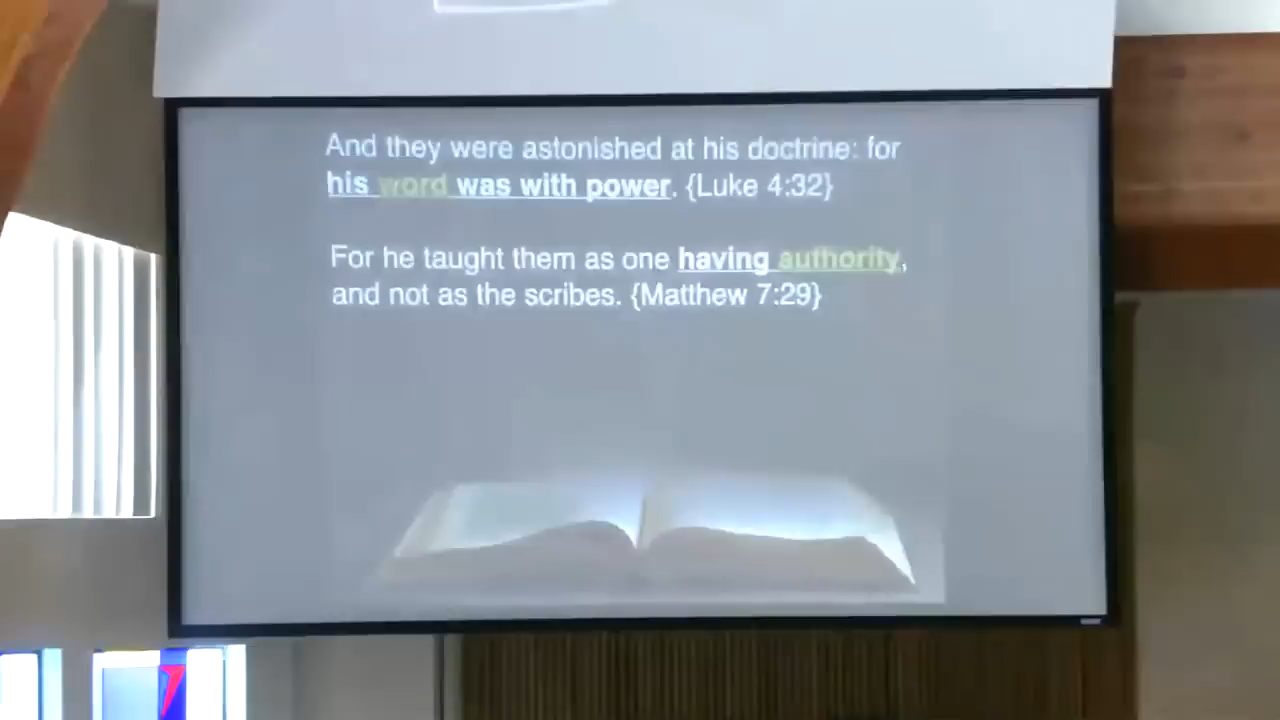 And they were astonished at his doctrine: for
his word was with power. {Luke 4:32}
For he taught them as one having authority,
and not as the scribes. {Matthew 7:29}